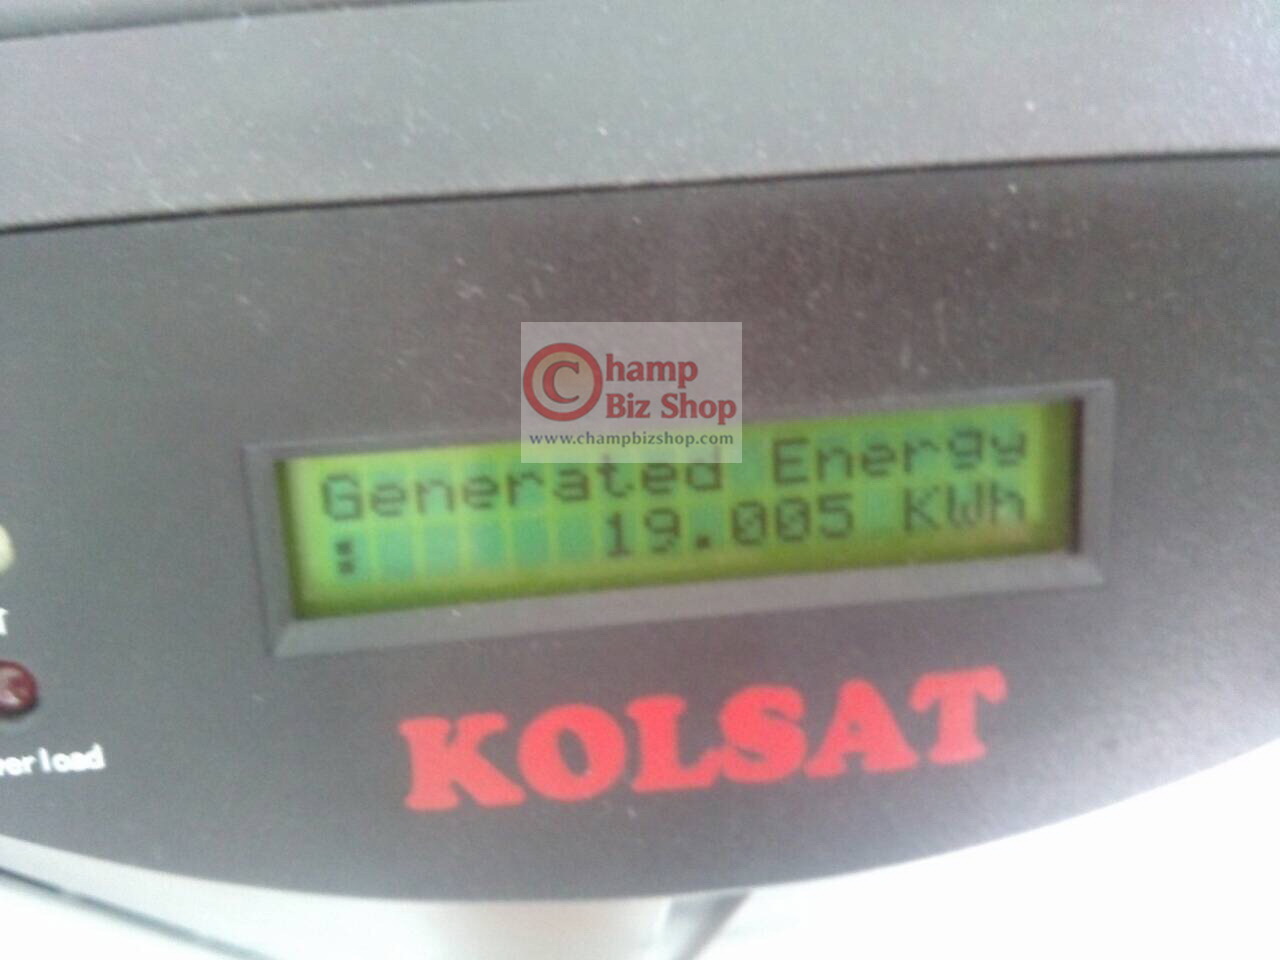 Champ
Biz Shop
www.champbizshop.com
Generated Energy
: 19.005 KWh
KOLSAT